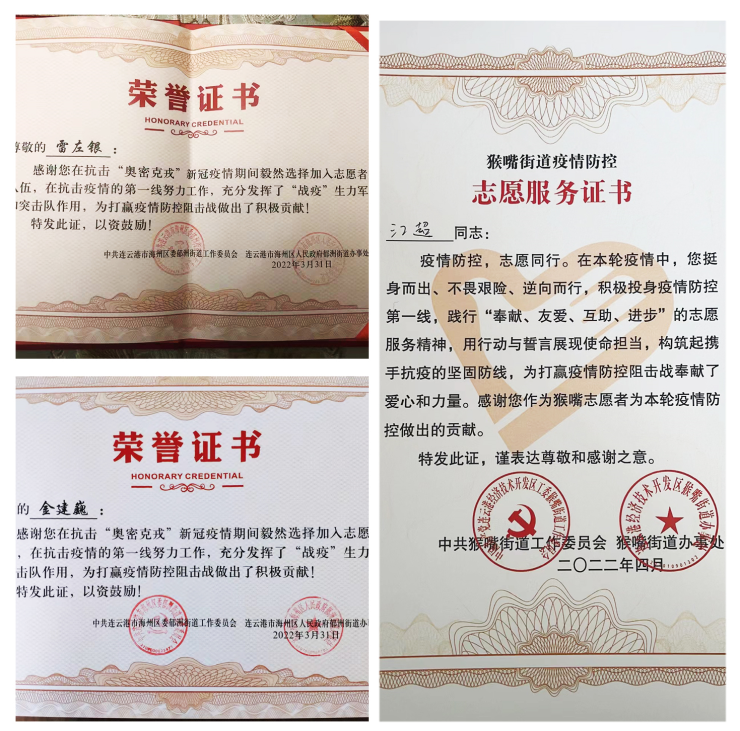 荣誉证书
HONORARY CREDENTIAL
尊敬的 雷左银 ：
感谢您在抗击“奥密克戎”新冠疫情期间毅然选择加入志愿者
队伍，在抗击疫情的第一线努力工作，充分发挥了“战疫”生力军
和突击队作用，为打赢疫情防控阻击战做出了积极贡献！
特发此证，以资鼓励！
中共连云港市海州区委郁洲街道工作委员会 连云港市海州区人民政府郁洲街道办事处
2022年3月31日
荣誉证书
HONORARY CREDENTIAL
的 金建巍 ：
感谢您在抗击“奥密克戎”新冠疫情期间毅然选择加入志愿
，在抗击疫情的第一线努力工作，充分发挥了“战疫”生力
击队作用，为打赢疫情防控阻击战做出了积极贡献！
特发此证，以资鼓励！
中共连云港市海州区委郁洲街道工作委员会 连云港市海州区人民政府郁洲街道办
2022年3月31日
猴嘴街道疫情防控
志愿服务证书
江超 同志：
疫情防控，志愿同行。在本轮疫情中，您挺
身而出、不畏艰险、逆向而行，积极投身疫情防控
第一线，践行“奉献、友爱、互助、进步”的志愿
服务精神，用行动与誓言展现使命担当，构筑起携
手抗疫的坚固防线，为打赢疫情防控阻击战奉献了
爱心和力量。感谢您作为猴嘴志愿者为本轮疫情防
控做出的贡献。
特发此证，谨表达尊敬和感谢之意。
中共猴嘴街道工作委员会 猴嘴街道办事处
二〇二二年四月